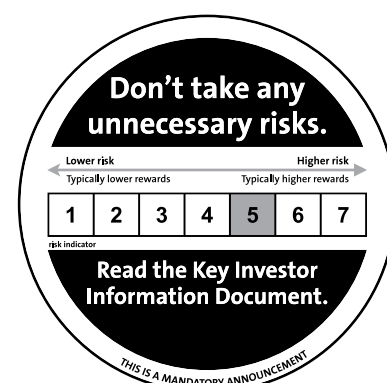 Don't take any
unnecessary risks.
Lower risk Higher risk
Typically lower rewards Typically higher rewards
1 2 3 4 5 6 7
risk indicator
Read the Key Investor
Information Document.
THIS IS A MANDATORY ANNOUNCEMENT